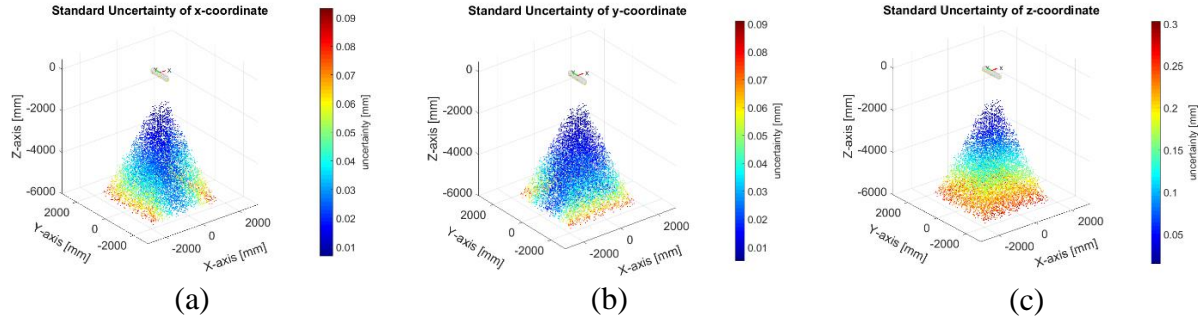 Standard Uncertainty of x-coordinate
0
-2000
-4000
-6000
Z-axis [mm]
2000
0
-2000
Y-axis [mm]
-2000
0
2000
X-axis [mm]
0.09
0.08
0.07
0.06
0.05
0.04
0.03
0.02
0.01
uncertainty [mm]
(a)
Standard Uncertainty of y-coordinate
0
-2000
-4000
-6000
Z-axis [mm]
2000
0
-2000
Y-axis [mm]
-2000
0
2000
X-axis [mm]
0.09
0.08
0.07
0.06
0.05
0.04
0.03
0.02
0.01
uncertainty [mm]
(b)
Standard Uncertainty of z-coordinate
x
0
-2000
-4000
-6000
Z-axis [mm]
2000
0
-2000
Y-axis [mm]
-2000
0
2000
X-axis [mm]
0.3
0.25
0.2
0.15
0.1
0.05
uncertainty [mm]
(c)